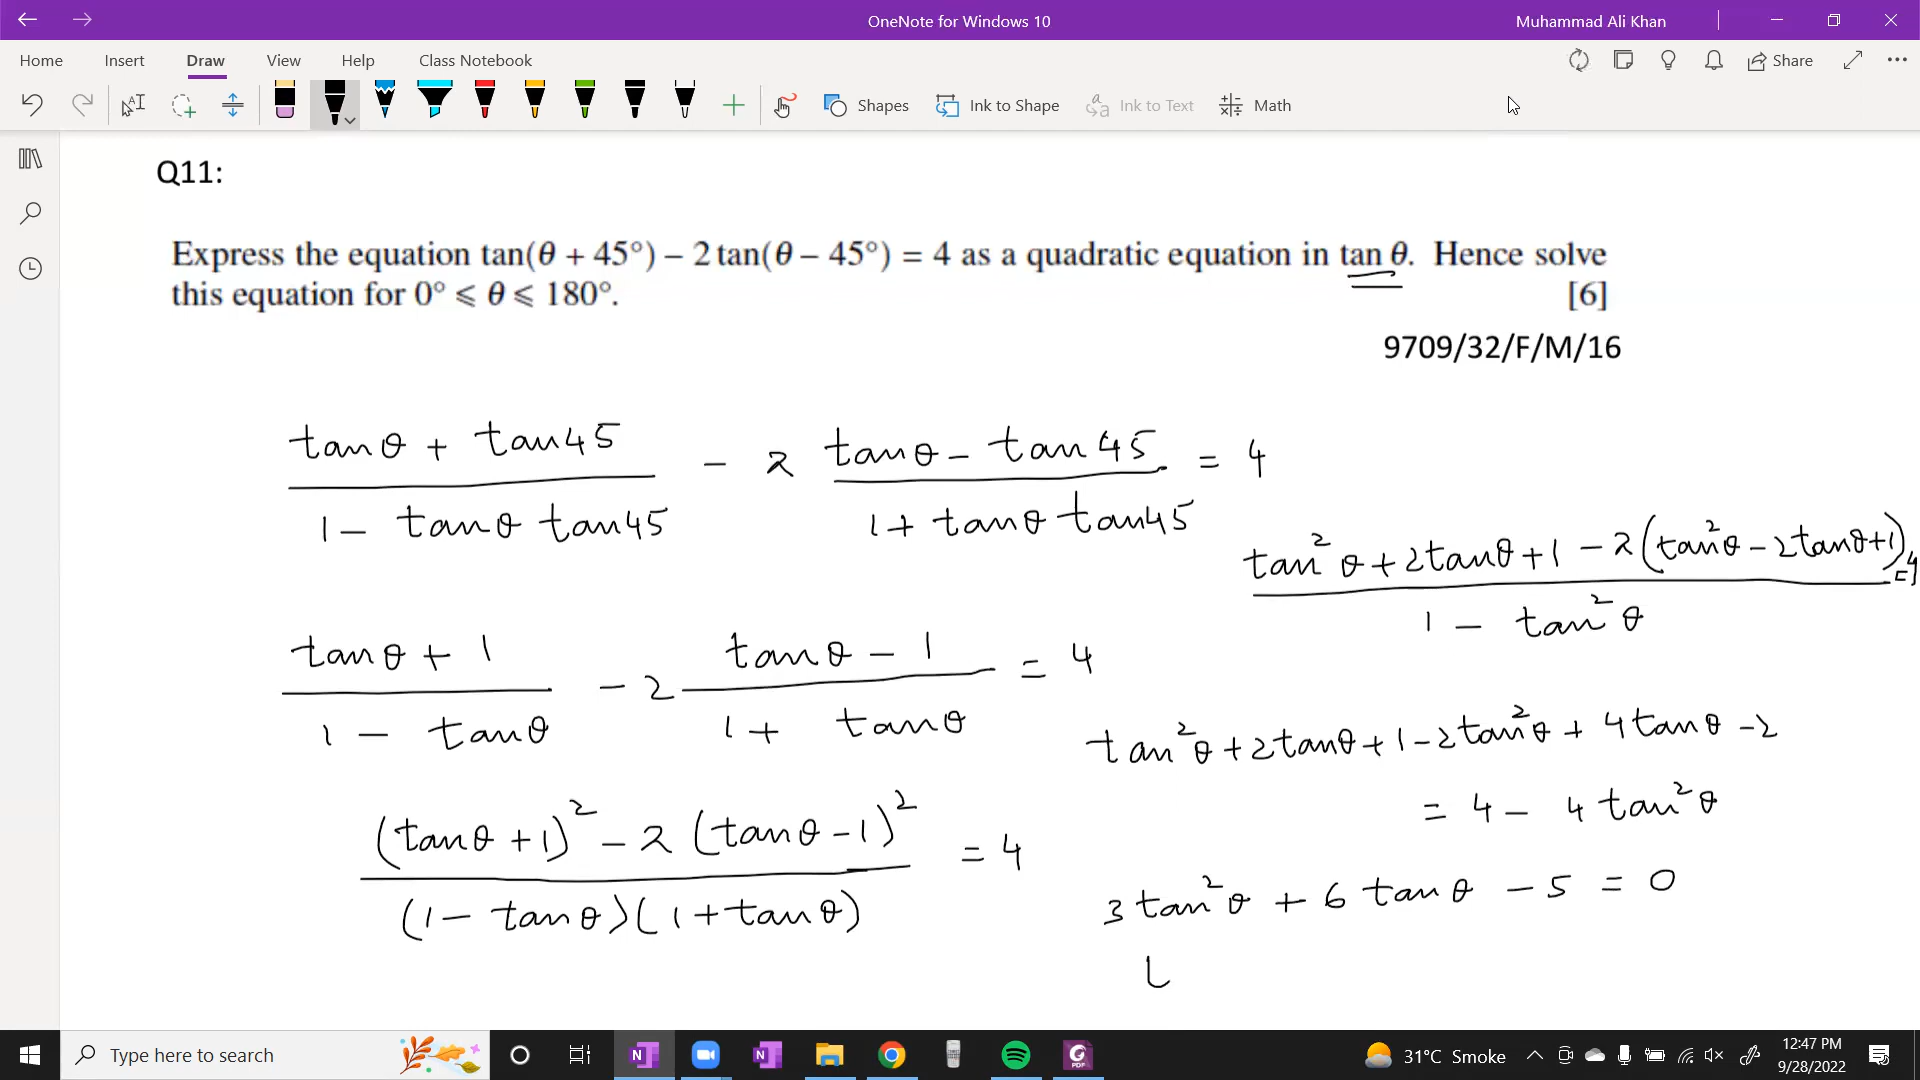 OneNote for Windows 10
Muhammad Ali Khan
Home Insert Draw View Help Class Notebook Share
Shapes Ink to Shape Ink to Text Math
Q11:
Express the equation tan(θ + 45°) – 2 tan(θ – 45°) = 4 as a quadratic equation in tan θ. Hence solve
this equation for 0° ⩽ θ ⩽ 180°. [6]
9709/32/F/M/16
tanθ + tan45
1 – tanθ tan45
– 2
tanθ – tan45
1 + tanθ tan45
= 4
tanθ + 1
1 – tanθ
– 2
tanθ – 1
1 + tanθ
= 4
(tanθ + 1)² – 2 (tanθ – 1)²
(1 – tanθ)(1 + tanθ)
= 4
tan²θ + 2tanθ + 1 – 2(tan²θ – 2tanθ + 1)
1 – tan²θ
= 4
tan²θ + 2tanθ + 1 – 2tan²θ + 4tanθ – 2
= 4 – 4tan²θ
3tan²θ + 6tanθ – 5 = 0
Type here to search
31°C Smoke
12:47 PM
9/28/2022